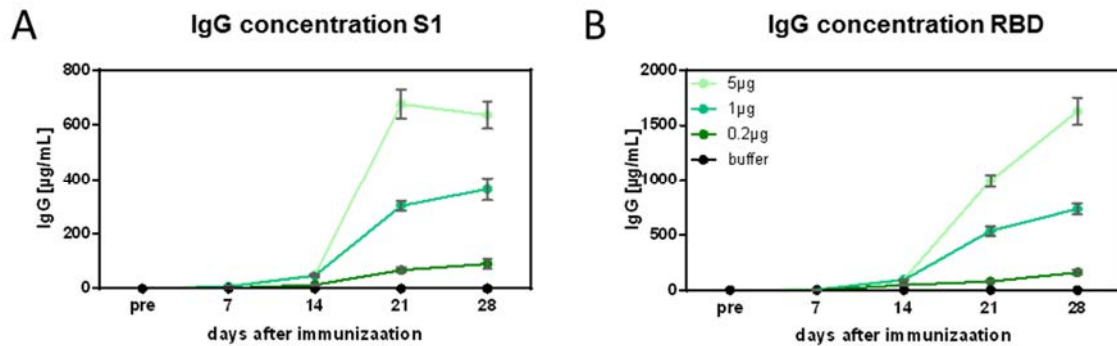 A
IgG concentration S1
IgG [µg/mL]
800
600
400
200
0
pre 7 14 21 28
days after immunizaation
B
IgG concentration RBD
IgG [µg/mL]
2000
1500
1000
500
0
5µg
1µg
0.2µg
buffer
pre 7 14 21 28
days after immunizaation